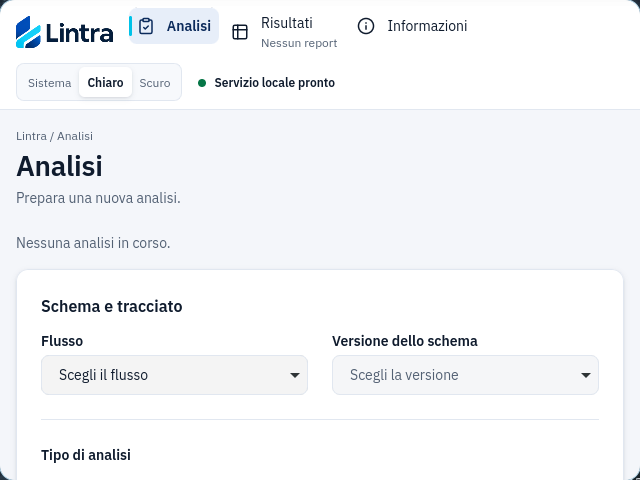 Lintra
Analisi
Risultati
Nessun report
Informazioni
Sistema
Chiaro
Scuro
Servizio locale pronto
Lintra / Analisi
Analisi
Prepara una nuova analisi.
Nessuna analisi in corso.
Schema e tracciato
Flusso
Versione dello schema
Scegli il flusso
Scegli la versione
Tipo di analisi